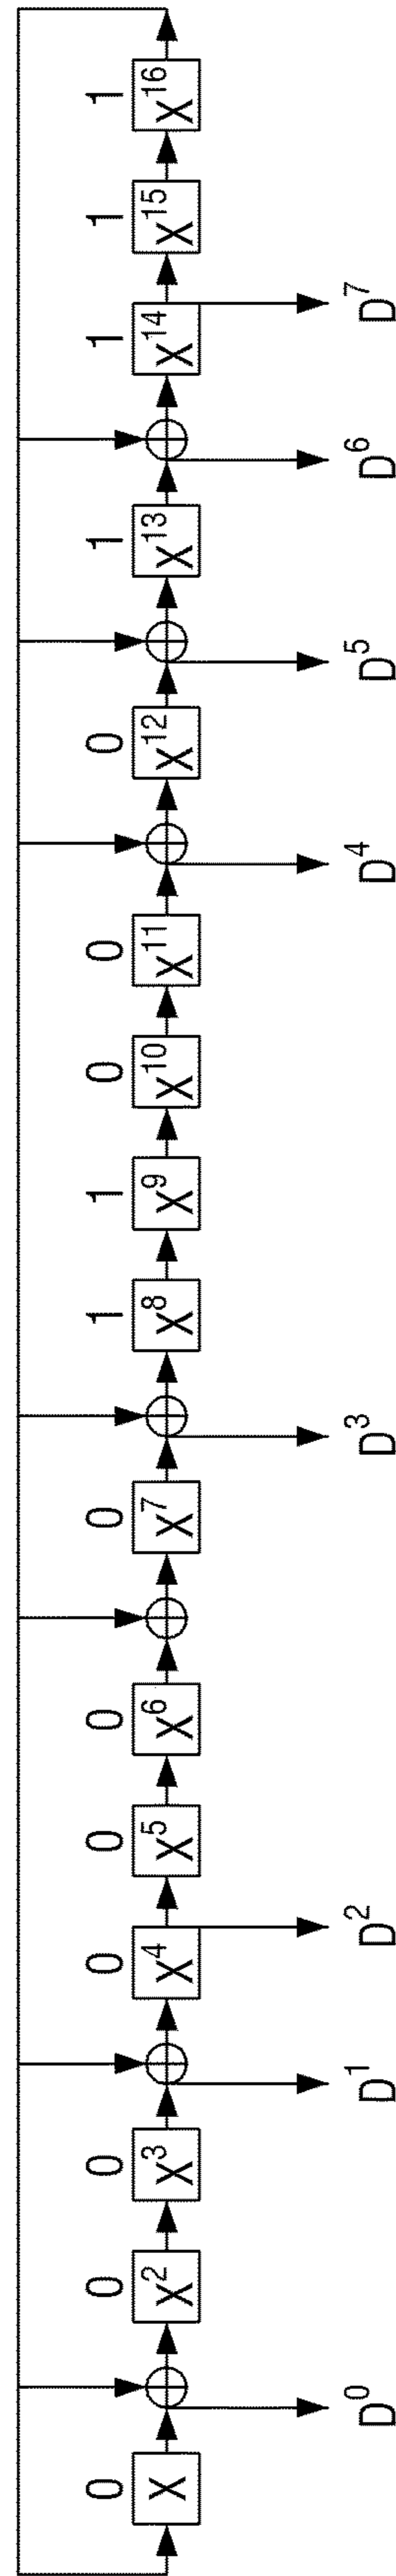 0 0 0 0 0 0 0 1 1 0 0 0 1 1 1 1
X X² X³ X⁴ X⁵ X⁶ X⁷ X⁸ X⁹ X¹⁰ X¹¹ X¹² X¹³ X¹⁴ X¹⁵ X¹⁶
D⁰ D¹ D² D³ D⁴ D⁵ D⁶ D⁷